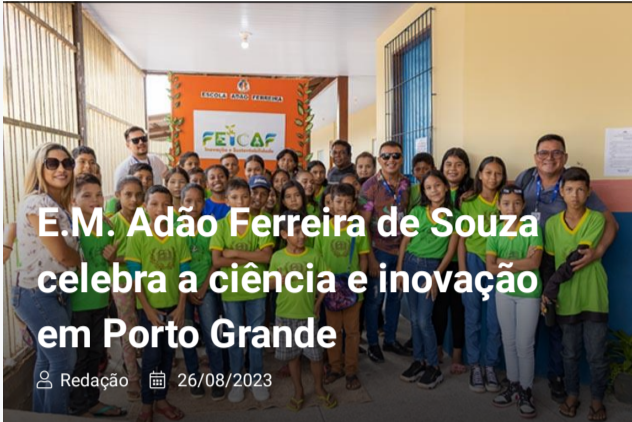 ESCOLA ADÃO FERREIRA
FEICAF
Inovação e Sustentabilidade
E.M. Adão Ferreira de Souza
celebra a ciência e inovação
em Porto Grande
Redação 26/08/2023